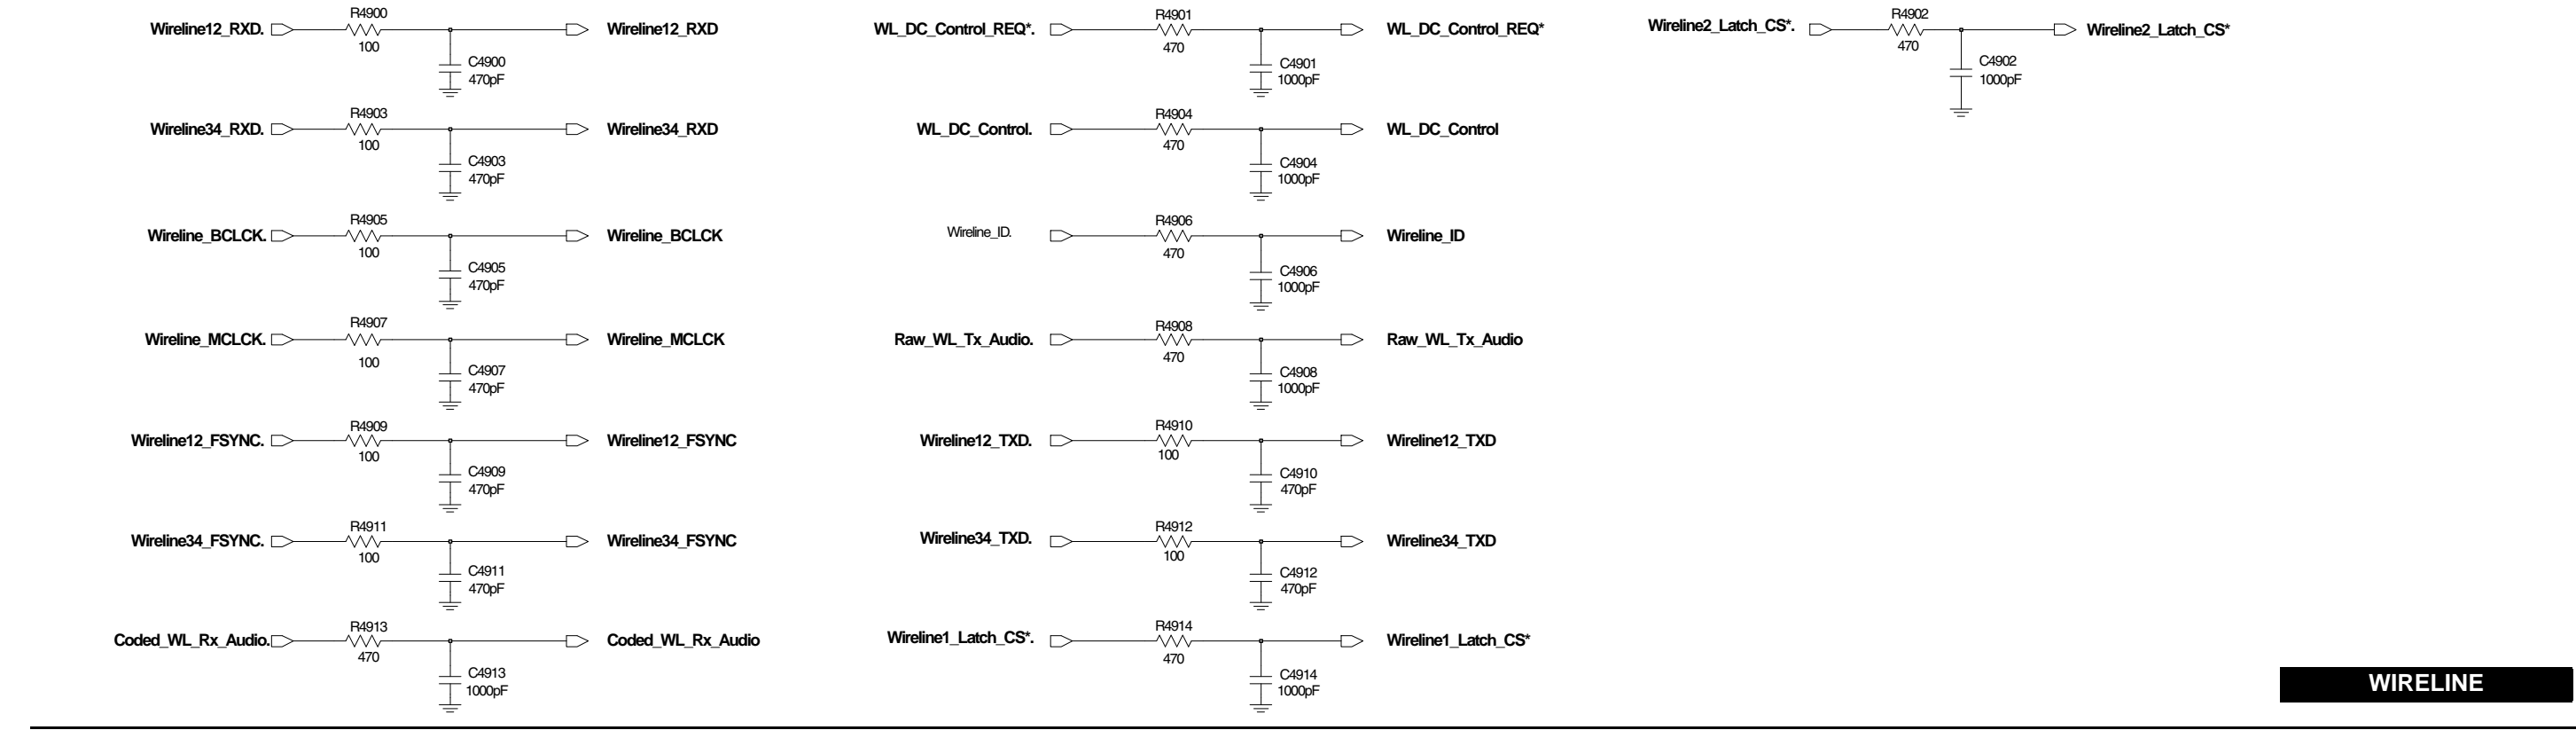 Wireline12_RXD.
R4900
100
Wireline12_RXD
C4900
470pF
WL_DC_Control_REQ*.
R4901
470
WL_DC_Control_REQ*
C4901
1000pF
Wireline2_Latch_CS*.
R4902
470
Wireline2_Latch_CS*
C4902
1000pF
Wireline34_RXD.
R4903
100
Wireline34_RXD
C4903
470pF
WL_DC_Control.
R4904
470
WL_DC_Control
C4904
1000pF
Wireline_BCLCK.
R4905
100
Wireline_BCLCK
C4905
470pF
Wireline_ID.
R4906
470
Wireline_ID
C4906
1000pF
Wireline_MCLCK.
R4907
100
Wireline_MCLCK
C4907
470pF
Raw_WL_Tx_Audio.
R4908
470
Raw_WL_Tx_Audio
C4908
1000pF
Wireline12_FSYNC.
R4909
100
Wireline12_FSYNC
C4909
470pF
Wireline12_TXD.
R4910
100
Wireline12_TXD
C4910
470pF
Wireline34_FSYNC.
R4911
100
Wireline34_FSYNC
C4911
470pF
Wireline34_TXD.
R4912
100
Wireline34_TXD
C4912
470pF
Coded_WL_Rx_Audio.
R4913
470
Coded_WL_Rx_Audio
C4913
1000pF
Wireline1_Latch_CS*.
R4914
470
Wireline1_Latch_CS*
C4914
1000pF
WIRELINE